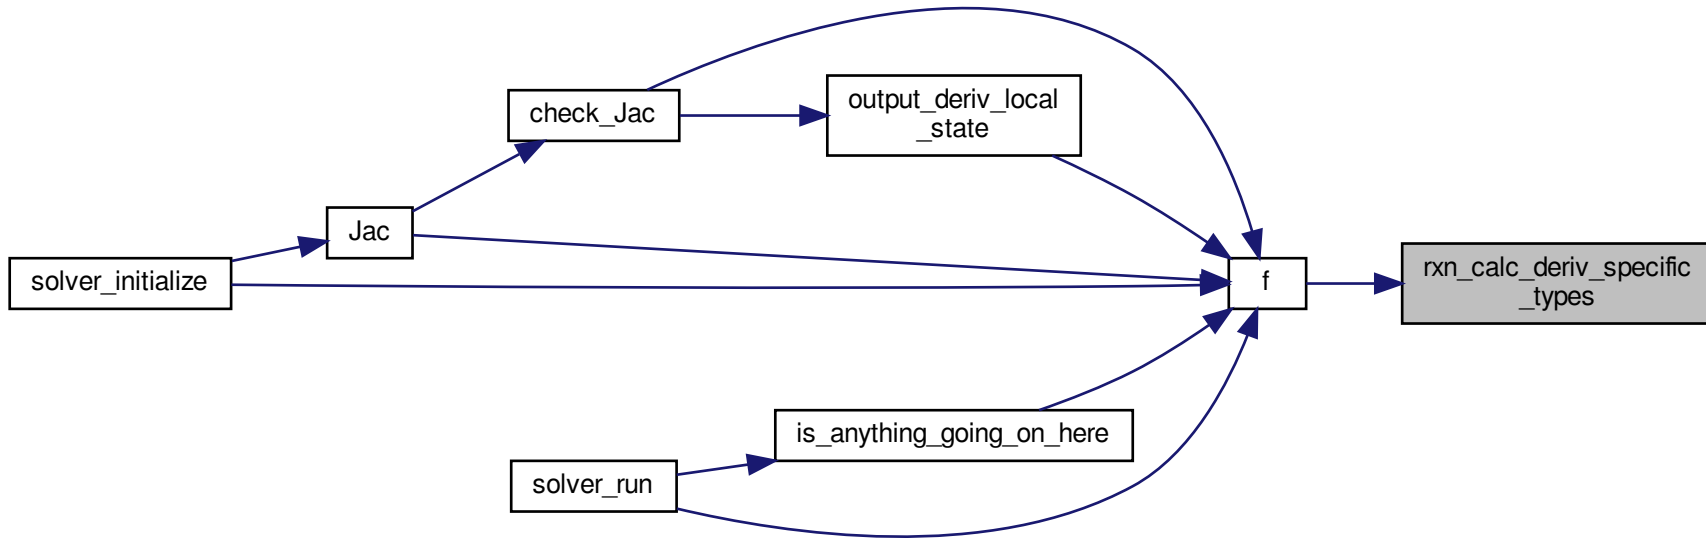 check_Jac
output_deriv_local
_state
Jac
solver_initialize
f
rxn_calc_deriv_specific
_types
is_anything_going_on_here
solver_run